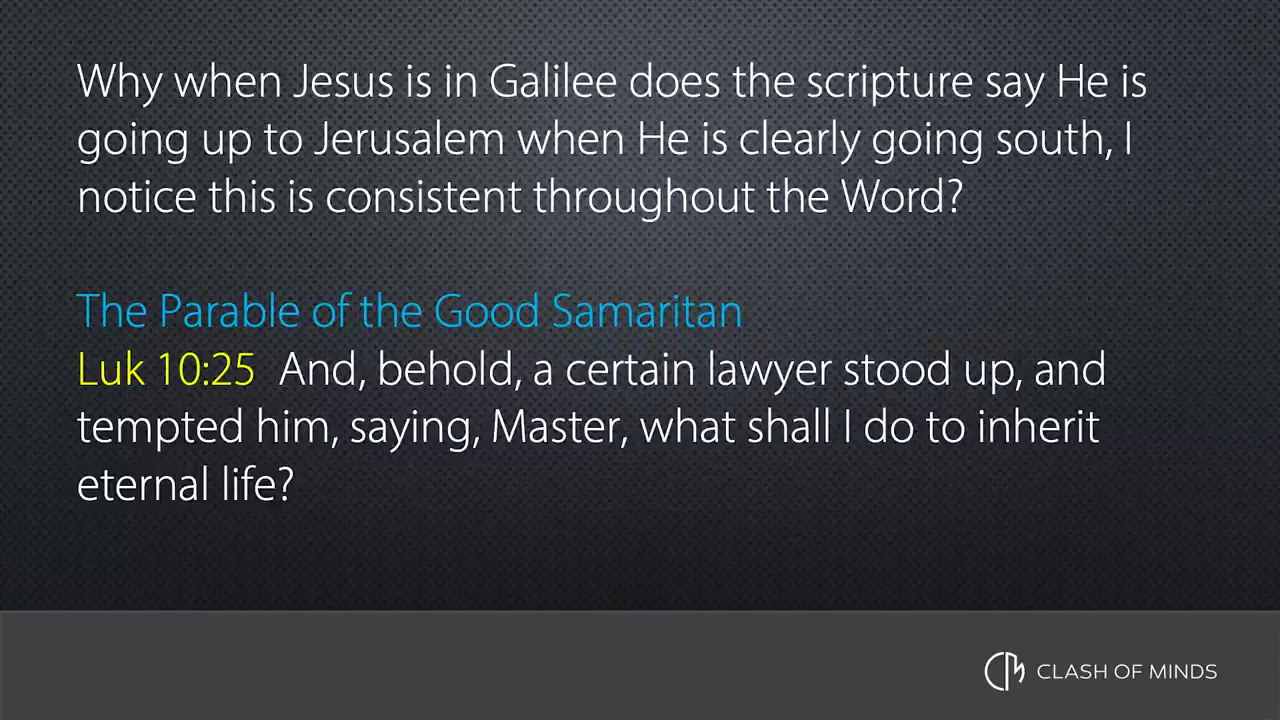 Why when Jesus is in Galilee does the scripture say He is
going up to Jerusalem when He is clearly going south, I
notice this is consistent throughout the Word?
The Parable of the Good Samaritan
Luk 10:25 And, behold, a certain lawyer stood up, and
tempted him, saying, Master, what shall I do to inherit
eternal life?
CLASH OF MINDS